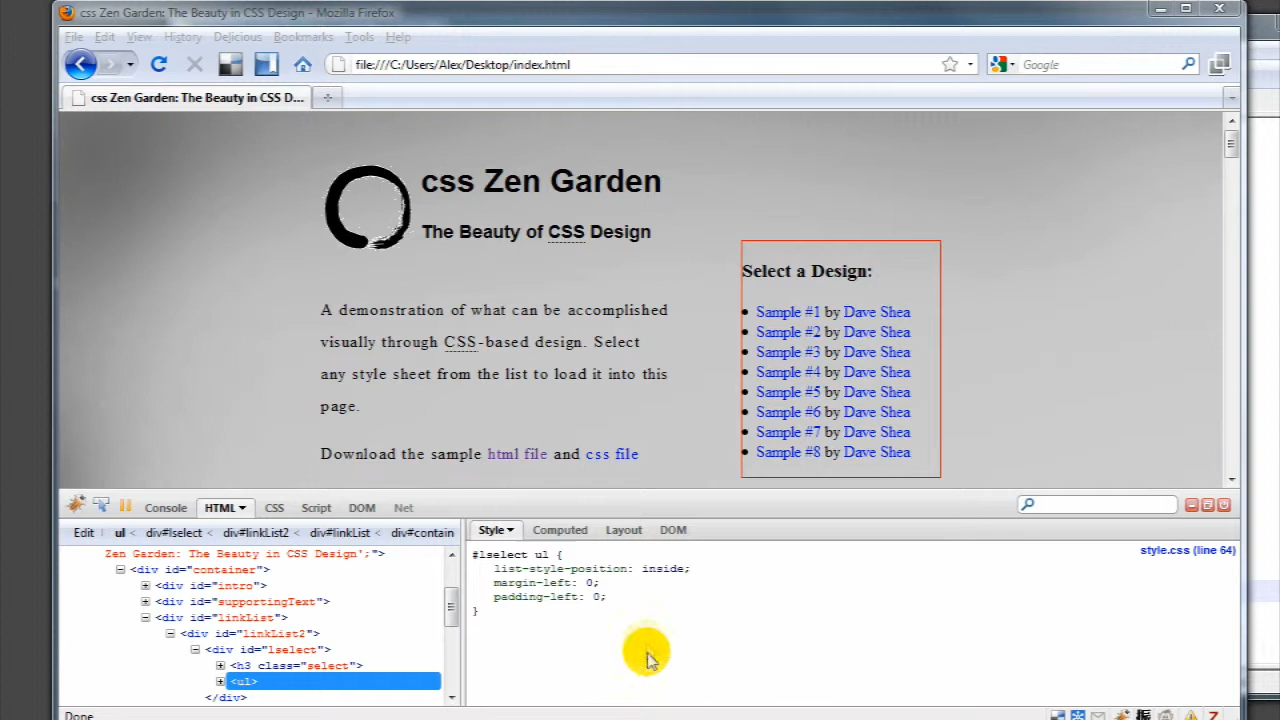 css Zen Garden: The Beauty in CSS Design - Mozilla Firefox
File Edit View History Delicious Bookmarks Tools Help
file:///C:/Users/Alex/Desktop/index.html
Google
css Zen Garden: The Beauty in CSS D...
css Zen Garden
The Beauty of CSS Design
Select a Design:
A demonstration of what can be accomplished
visually through CSS-based design. Select
any style sheet from the list to load it into this
page.
Download the sample html file and css file
Sample #1 by Dave Shea
Sample #2 by Dave Shea
Sample #3 by Dave Shea
Sample #4 by Dave Shea
Sample #5 by Dave Shea
Sample #6 by Dave Shea
Sample #7 by Dave Shea
Sample #8 by Dave Shea
Console HTML CSS Script DOM Net
Edit ul < div#lselect < div#linkList2 < div#linkList < div#contain
Zen Garden: The Beauty in CSS Design';">
<div id="container">
<div id="intro">
<div id="supportingText">
<div id="linkList">
<div id="linkList2">
<div id="lselect">
<h3 class="select">
<ul>
</div>
Style Computed Layout DOM
#lselect ul {
style.css (line 64)
list-style-position: inside;
margin-left: 0;
padding-left: 0;
}
Done